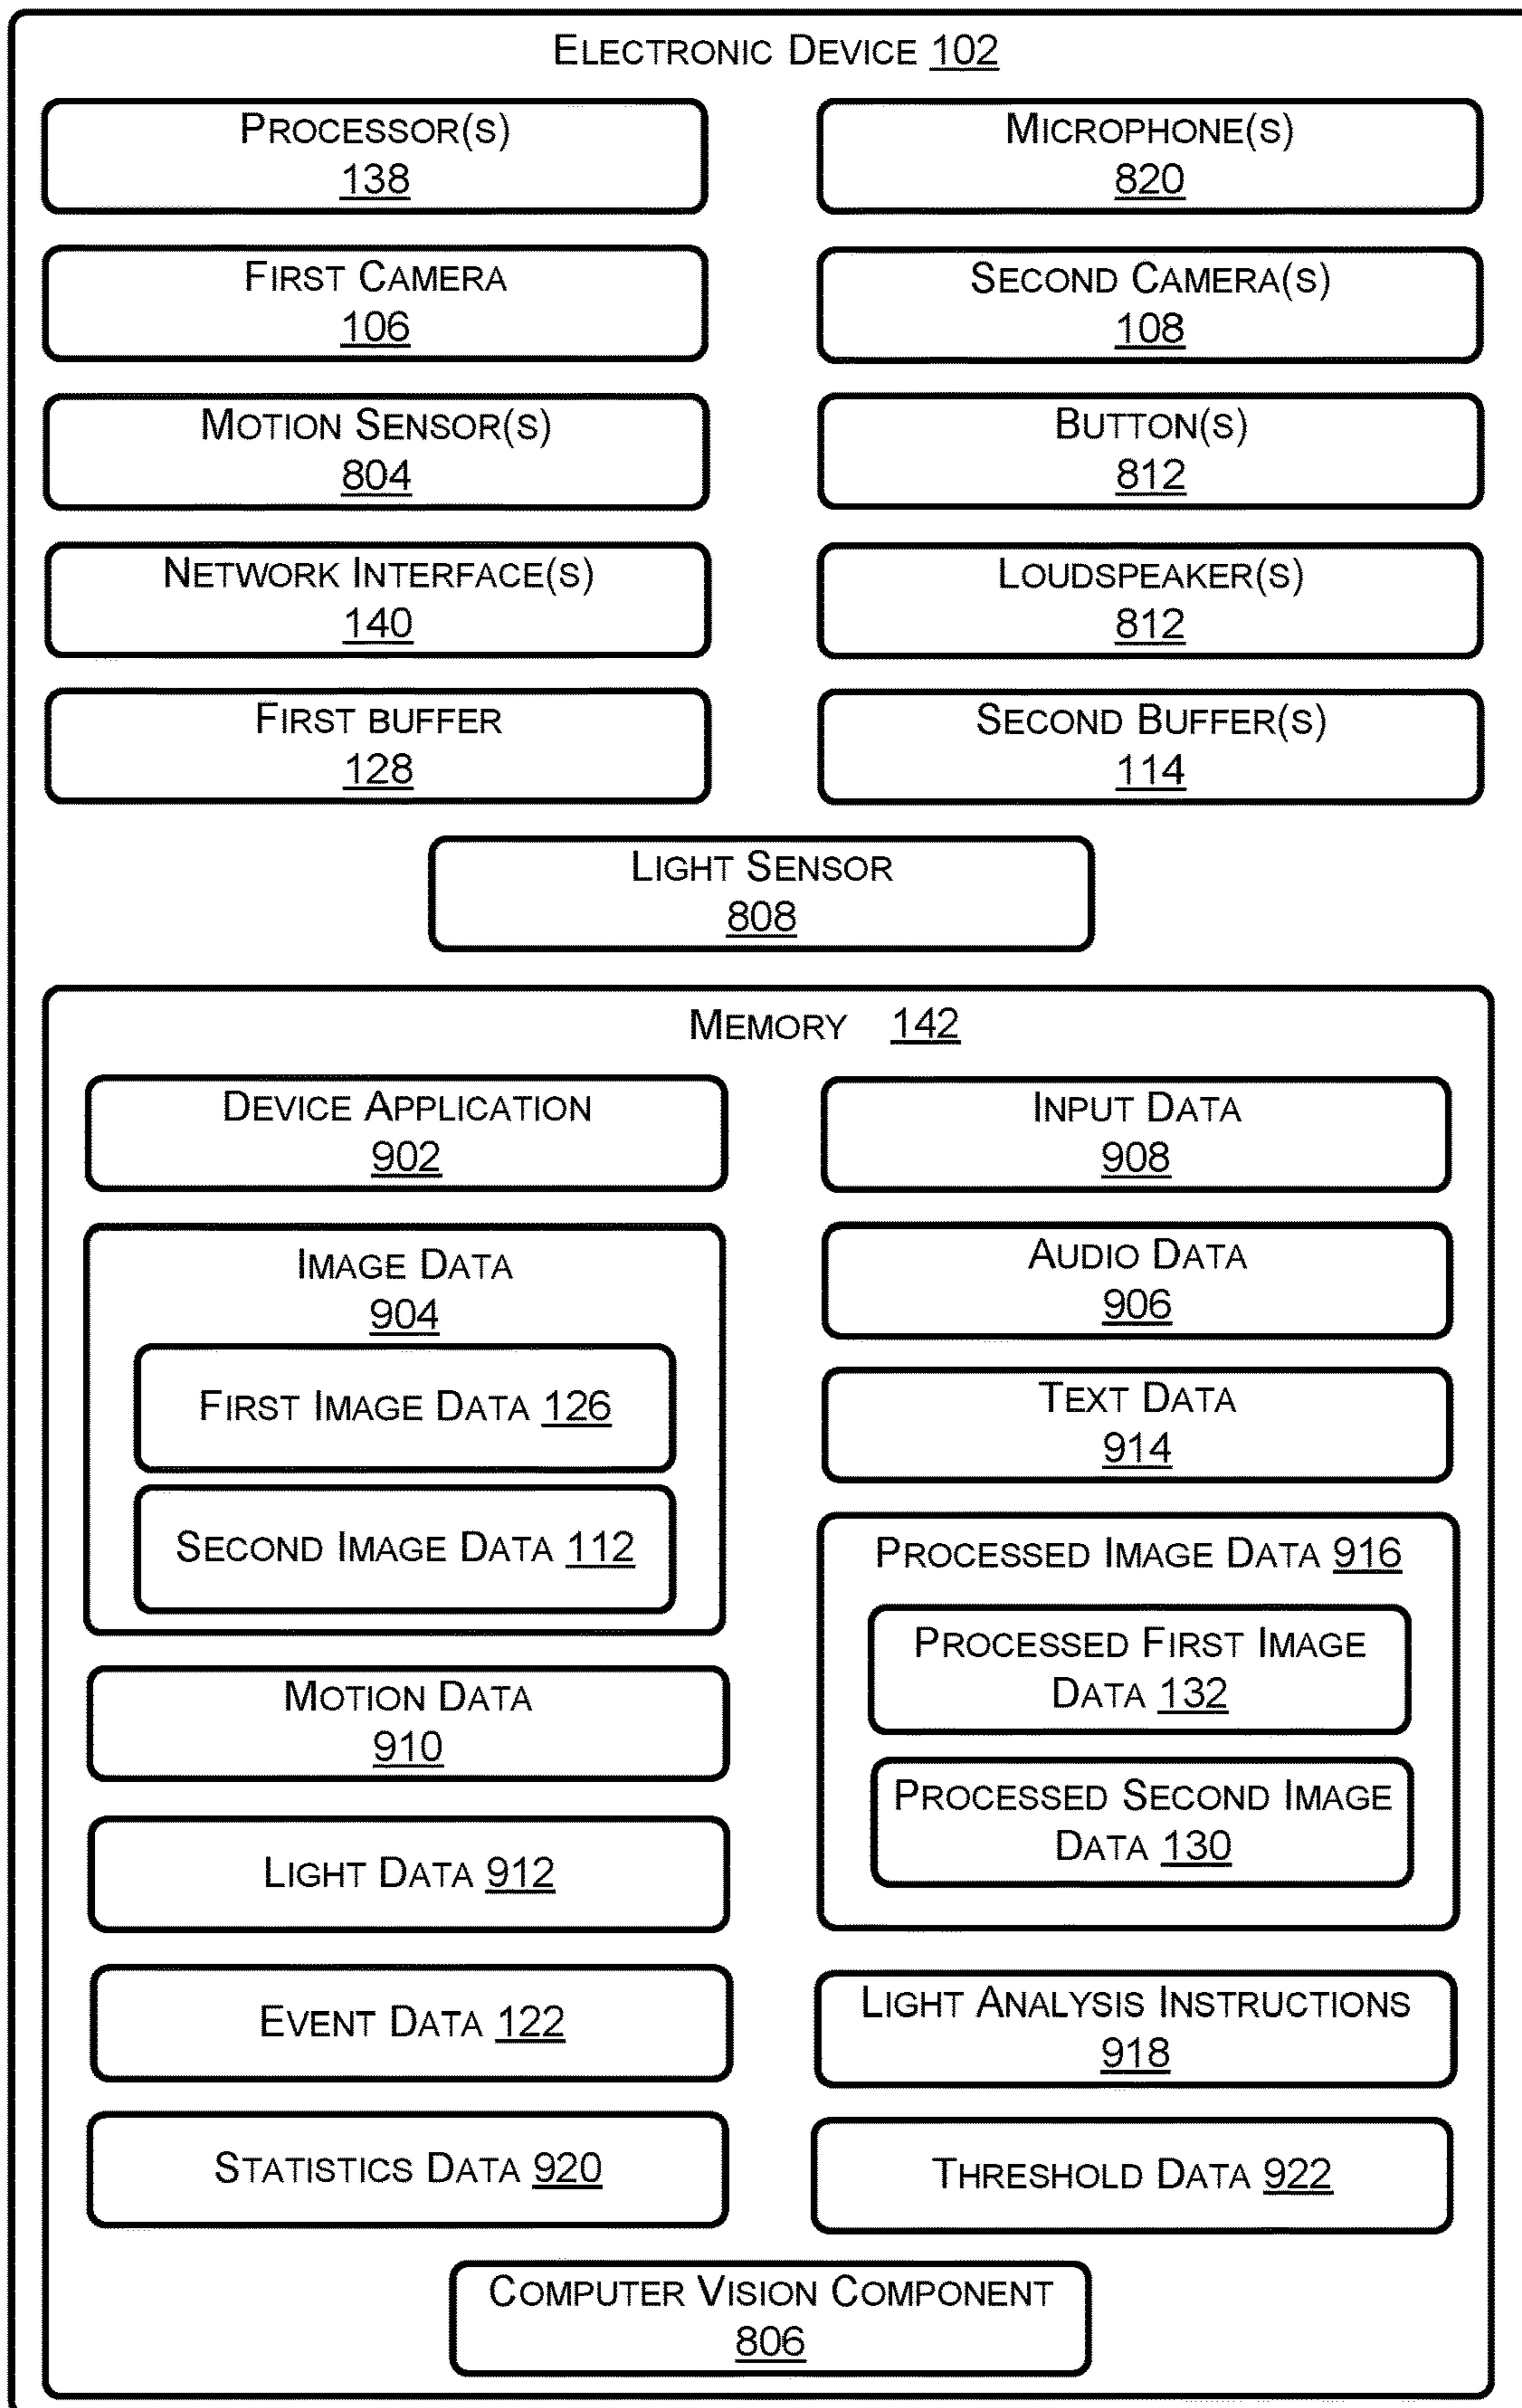 ELECTRONIC DEVICE 102
PROCESSOR(S)
138
MICROPHONE(S)
820
FIRST CAMERA
106
SECOND CAMERA(S)
108
MOTION SENSOR(S)
804
BUTTON(S)
812
NETWORK INTERFACE(S)
140
LOUDSPEAKER(S)
812
FIRST BUFFER
128
SECOND BUFFER(S)
114
LIGHT SENSOR
808
MEMORY 142
DEVICE APPLICATION
902
INPUT DATA
908
IMAGE DATA
904
FIRST IMAGE DATA 126
SECOND IMAGE DATA 112
AUDIO DATA
906
TEXT DATA
914
PROCESSED IMAGE DATA 916
PROCESSED FIRST IMAGE
DATA 132
PROCESSED SECOND IMAGE
DATA 130
MOTION DATA
910
LIGHT DATA 912
EVENT DATA 122
LIGHT ANALYSIS INSTRUCTIONS
918
STATISTICS DATA 920
THRESHOLD DATA 922
COMPUTER VISION COMPONENT
806